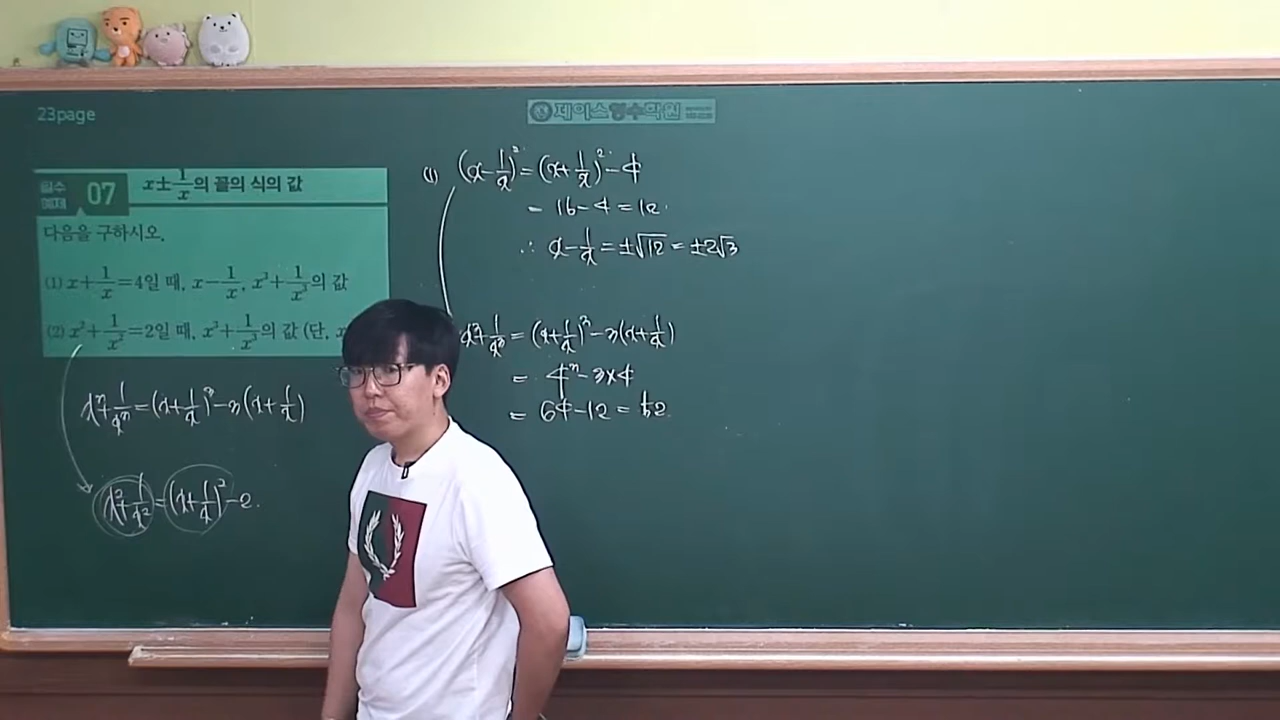 23page
제이스영수학원
필수 예제 07 x±1/x의 꼴의 식의 값
다음을 구하시오.
(1) x+1/x=4일 때, x-1/x, x³+1/x³의 값
(2) x²+1/x²=2일 때, x³+1/x³의 값 (단, x
x³+1/x³=(x+1/x)³-3(x+1/x)
x²+1/x²=(x+1/x)²-2.
(1) (x-1/x)²=(x+1/x)²-4
= 16-4=12.
∴ x-1/x=±√12=±2√3
x³+1/x³=(x+1/x)³-3(x+1/x)
= 4³-3×4
= 64-12=52.